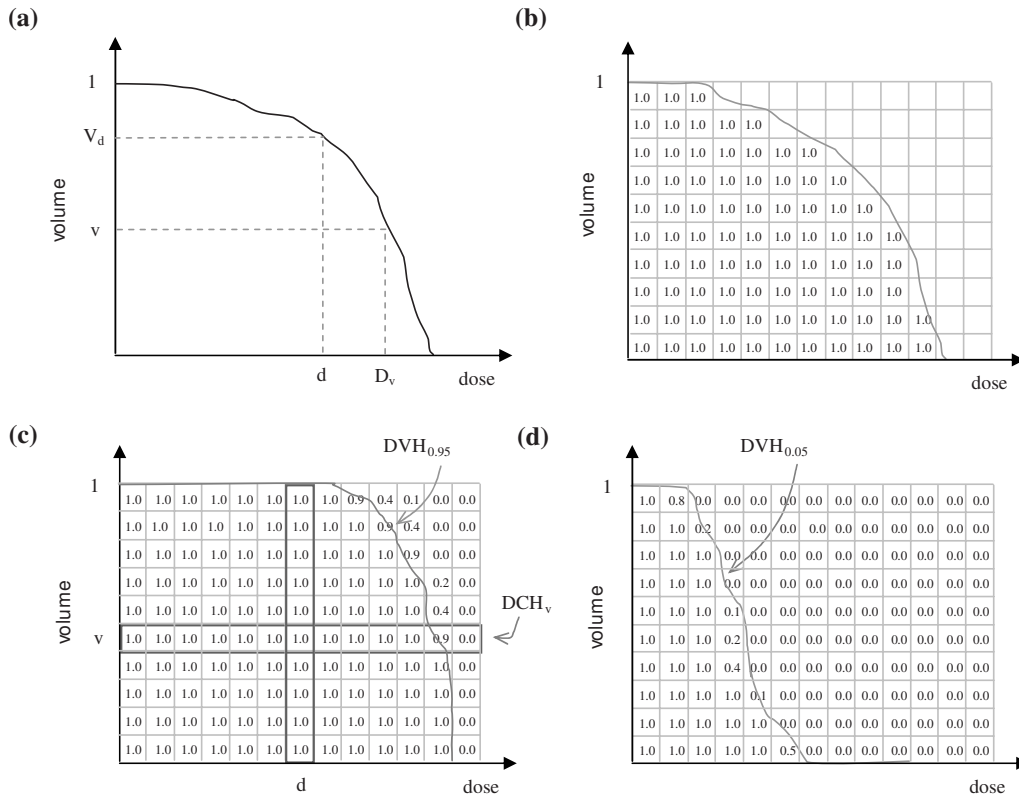 (a)
1
V_d
v
volume
d
D_v
dose
(b)
1
volume
1.0 1.0 1.0
1.0 1.0 1.0 1.0 1.0
1.0 1.0 1.0 1.0 1.0 1.0 1.0
1.0 1.0 1.0 1.0 1.0 1.0 1.0 1.0
1.0 1.0 1.0 1.0 1.0 1.0 1.0 1.0 1.0
1.0 1.0 1.0 1.0 1.0 1.0 1.0 1.0 1.0 1.0
1.0 1.0 1.0 1.0 1.0 1.0 1.0 1.0 1.0 1.0
1.0 1.0 1.0 1.0 1.0 1.0 1.0 1.0 1.0 1.0
1.0 1.0 1.0 1.0 1.0 1.0 1.0 1.0 1.0 1.0 1.0
1.0 1.0 1.0 1.0 1.0 1.0 1.0 1.0 1.0 1.0 1.0
dose
(c)
DVH_0.95
1
volume
v
DCH_v
1.0 1.0 1.0 1.0 1.0 1.0 1.0 1.0 0.9 0.4 0.1 0.0 0.0
1.0 1.0 1.0 1.0 1.0 1.0 1.0 1.0 1.0 0.9 0.4 0.0 0.0
1.0 1.0 1.0 1.0 1.0 1.0 1.0 1.0 1.0 1.0 0.9 0.0 0.0
1.0 1.0 1.0 1.0 1.0 1.0 1.0 1.0 1.0 1.0 1.0 0.2 0.0
1.0 1.0 1.0 1.0 1.0 1.0 1.0 1.0 1.0 1.0 1.0 0.4 0.0
1.0 1.0 1.0 1.0 1.0 1.0 1.0 1.0 1.0 1.0 1.0 0.9 0.0
1.0 1.0 1.0 1.0 1.0 1.0 1.0 1.0 1.0 1.0 1.0 1.0 0.0
1.0 1.0 1.0 1.0 1.0 1.0 1.0 1.0 1.0 1.0 1.0 1.0 0.0
1.0 1.0 1.0 1.0 1.0 1.0 1.0 1.0 1.0 1.0 1.0 1.0 0.0
1.0 1.0 1.0 1.0 1.0 1.0 1.0 1.0 1.0 1.0 1.0 1.0 0.0
d
dose
(d)
DVH_0.05
1
volume
1.0 0.8 0.0 0.0 0.0 0.0 0.0 0.0 0.0 0.0 0.0 0.0 0.0
1.0 1.0 0.2 0.0 0.0 0.0 0.0 0.0 0.0 0.0 0.0 0.0 0.0
1.0 1.0 1.0 0.0 0.0 0.0 0.0 0.0 0.0 0.0 0.0 0.0 0.0
1.0 1.0 1.0 0.0 0.0 0.0 0.0 0.0 0.0 0.0 0.0 0.0 0.0
1.0 1.0 1.0 0.1 0.0 0.0 0.0 0.0 0.0 0.0 0.0 0.0 0.0
1.0 1.0 1.0 0.2 0.0 0.0 0.0 0.0 0.0 0.0 0.0 0.0 0.0
1.0 1.0 1.0 0.4 0.0 0.0 0.0 0.0 0.0 0.0 0.0 0.0 0.0
1.0 1.0 1.0 1.0 0.1 0.0 0.0 0.0 0.0 0.0 0.0 0.0 0.0
1.0 1.0 1.0 1.0 1.0 0.0 0.0 0.0 0.0 0.0 0.0 0.0 0.0
1.0 1.0 1.0 1.0 1.0 0.5 0.0 0.0 0.0 0.0 0.0 0.0 0.0
dose